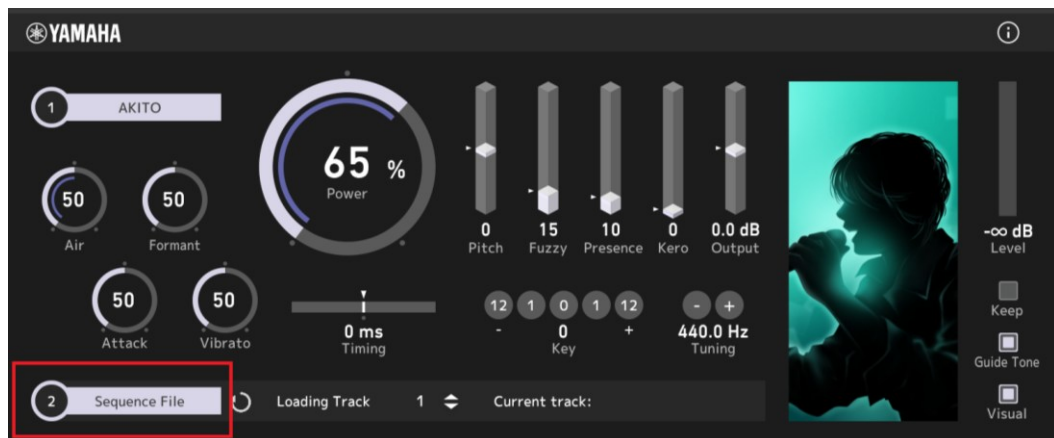 YAMAHA
i
1 AKITO
50
Air
50
Formant
50
Attack
50
Vibrato
65 %
Power
0 ms
Timing
0
Pitch
15
Fuzzy
10
Presence
0
Kero
0.0 dB
Output
12 1 0 1 12
- 0 +
Key
- +
440.0 Hz
Tuning
-∞ dB
Level
Keep
Guide Tone
Visual
2 Sequence File
Loading Track 1
Current track: